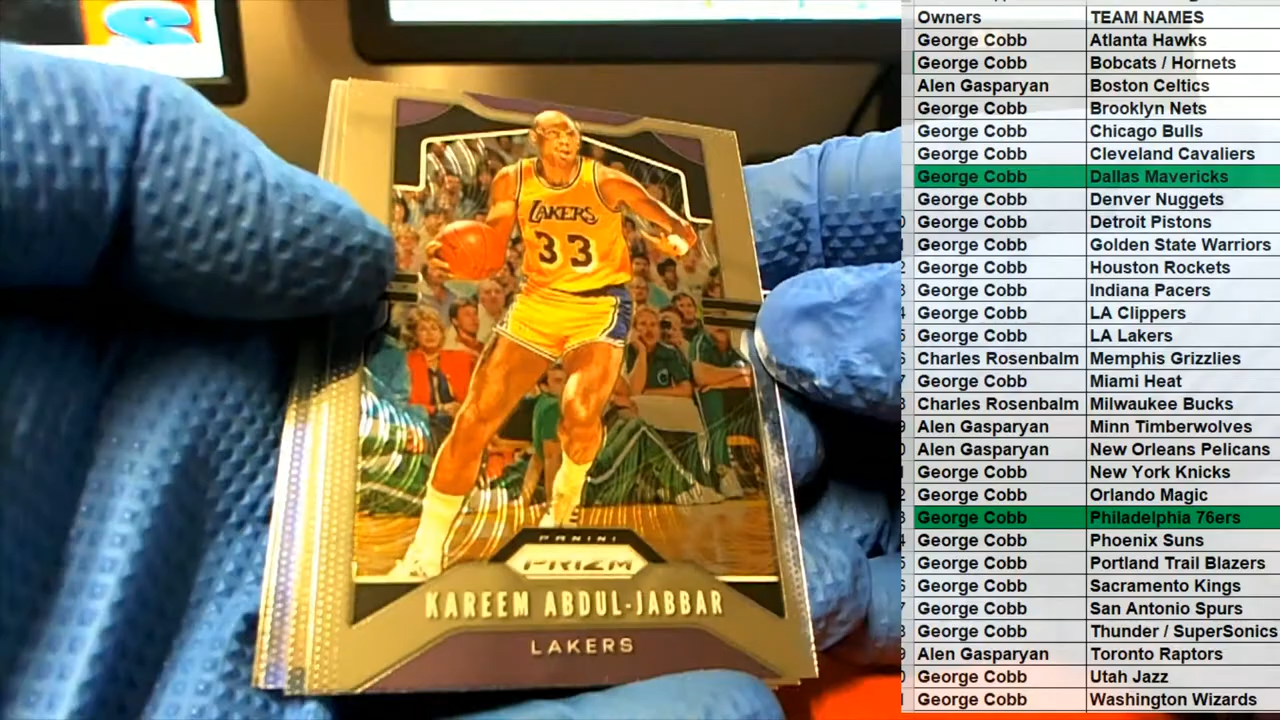 2
LAKERS
33
PANINI
PRIZM
KAREEM ABDUL-JABBAR
LAKERS
Owners TEAM NAMES
George Cobb Atlanta Hawks
George Cobb Bobcats / Hornets
Alen Gasparyan Boston Celtics
George Cobb Brooklyn Nets
George Cobb Chicago Bulls
George Cobb Cleveland Cavaliers
George Cobb Dallas Mavericks
George Cobb Denver Nuggets
George Cobb Detroit Pistons
George Cobb Golden State Warriors
George Cobb Houston Rockets
George Cobb Indiana Pacers
George Cobb LA Clippers
George Cobb LA Lakers
Charles Rosenbalm Memphis Grizzlies
George Cobb Miami Heat
Charles Rosenbalm Milwaukee Bucks
Alen Gasparyan Minn Timberwolves
Alen Gasparyan New Orleans Pelicans
George Cobb New York Knicks
George Cobb Orlando Magic
George Cobb Philadelphia 76ers
George Cobb Phoenix Suns
George Cobb Portland Trail Blazers
George Cobb Sacramento Kings
George Cobb San Antonio Spurs
George Cobb Thunder / SuperSonics
Alen Gasparyan Toronto Raptors
George Cobb Utah Jazz
George Cobb Washington Wizards